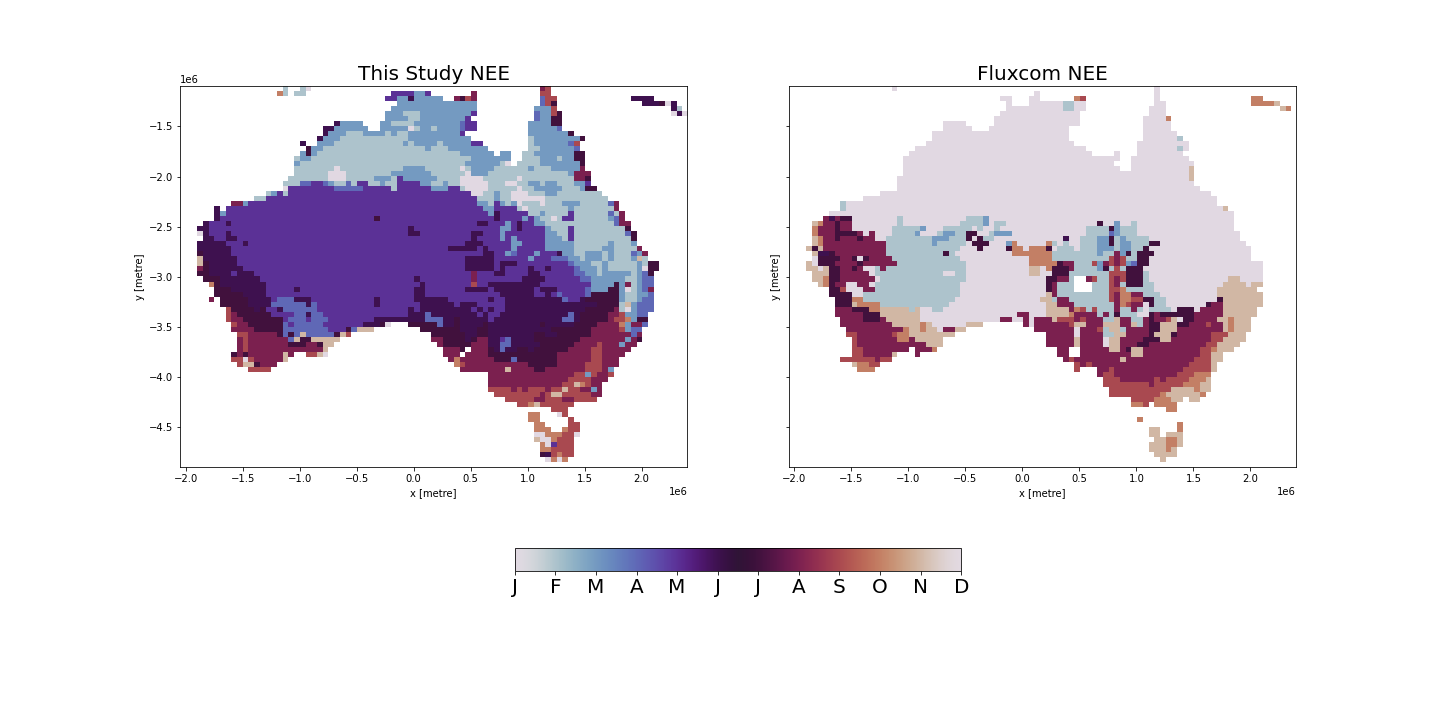 This Study NEE
Fluxcom NEE
1e6
y [metre]
−1.5
−2.0
−2.5
−3.0
−3.5
−4.0
−4.5
−2.0 −1.5 −1.0 −0.5 0.0 0.5 1.0 1.5 2.0
x [metre]
1e6
y [metre]
−2.0 −1.5 −1.0 −0.5 0.0 0.5 1.0 1.5 2.0
x [metre]
1e6
J F M A M J J A S O N D